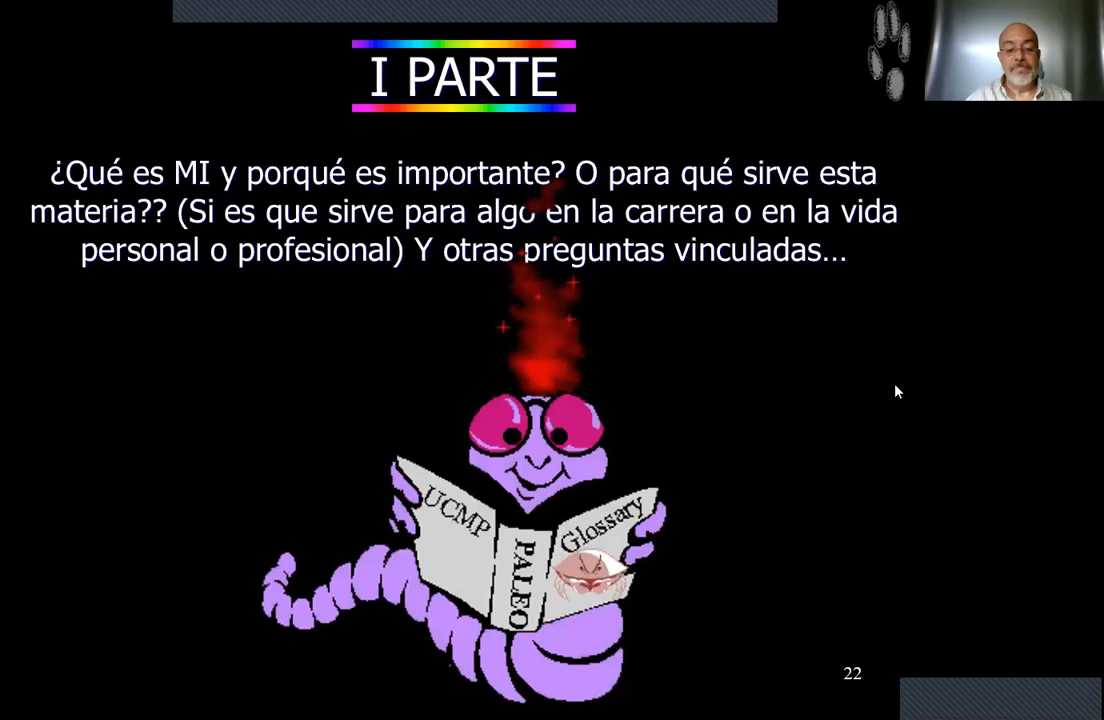 I PARTE
¿Qué es MI y porqué es importante? O para qué sirve esta
materia?? (Si es que sirve para algo en la carrera o en la vida
personal o profesional) Y otras preguntas vinculadas...
UCMP
PALEO
Glossary
22